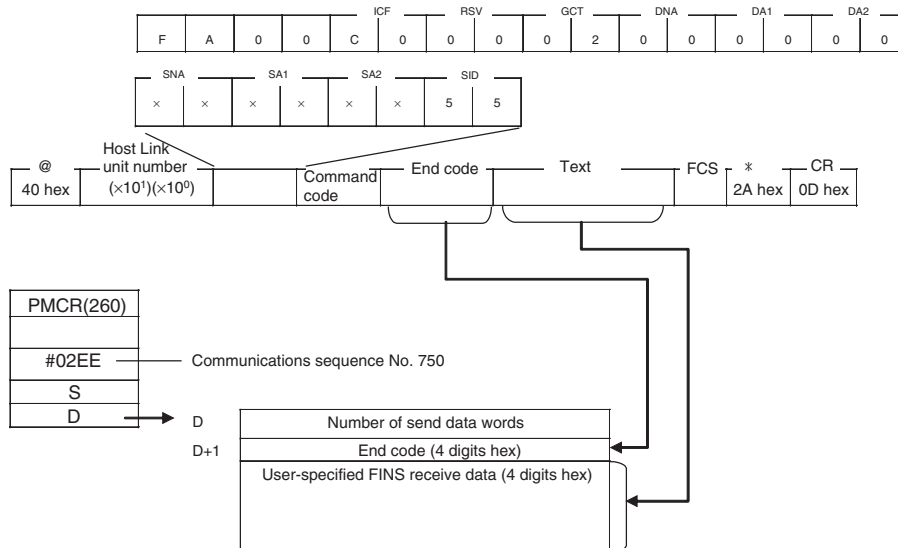 ICF RSV GCT DNA DA1 DA2
F A 0 0 C 0 0 0 0 2 0 0 0 0 0 0
SNA SA1 SA2 SID
× × × × × × 5 5
@ Host Link unit number (×10¹)(×10⁰) Command code End code Text FCS * CR
40 hex 2A hex 0D hex
PMCR(260)
#02EE Communications sequence No. 750
S
D D Number of send data words
D+1 End code (4 digits hex)
User-specified FINS receive data (4 digits hex)